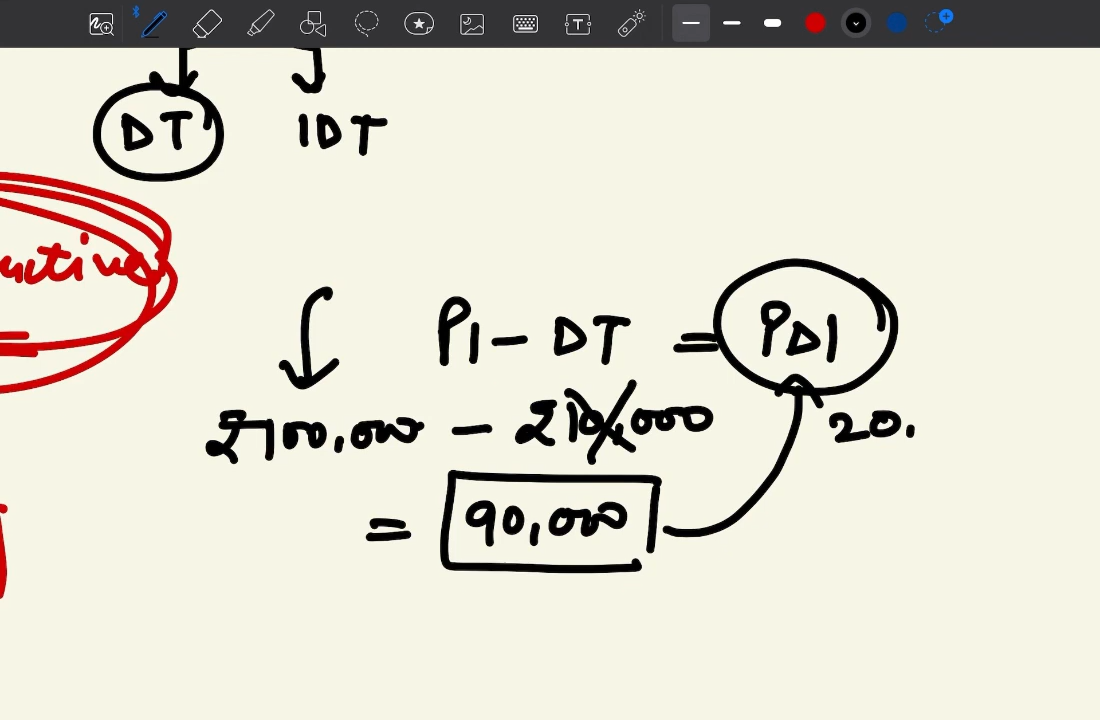 DT IDT
PI - DT = PDI
₹100,000 - ₹10,000 20.
= 90,000